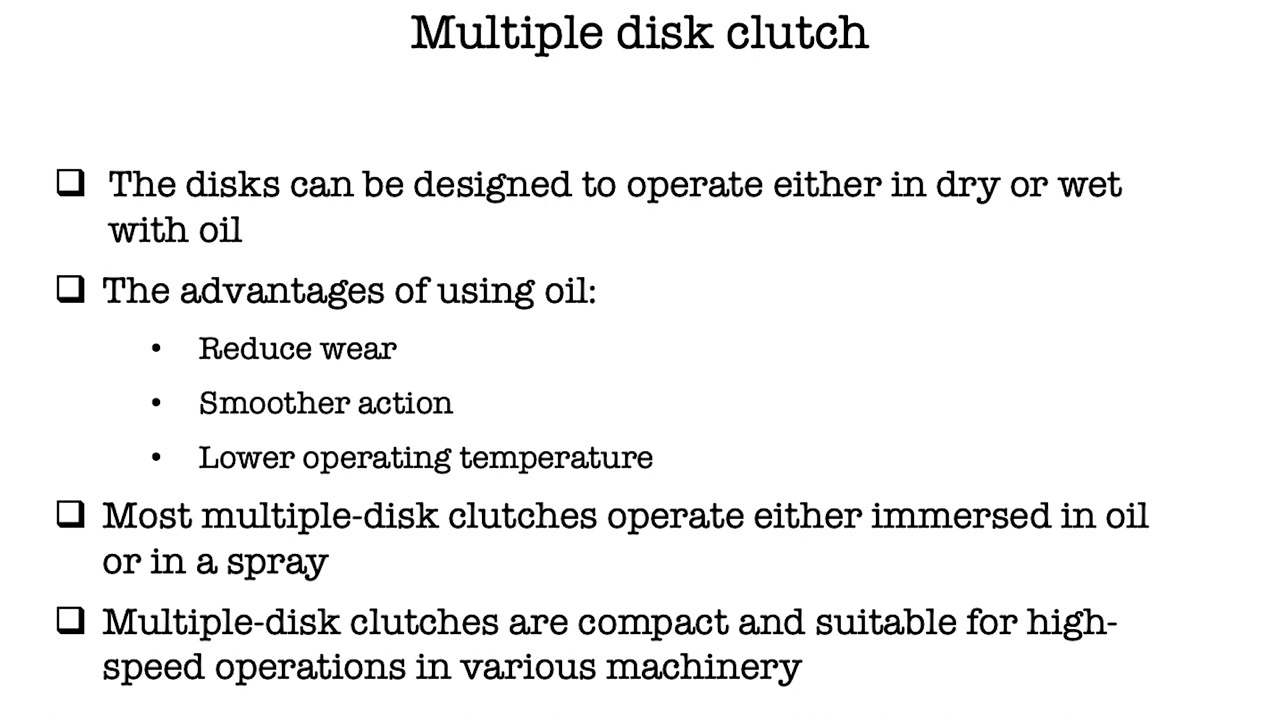 Multiple disk clutch
❑ The disks can be designed to operate either in dry or wet
with oil
❑ The advantages of using oil:
• Reduce wear
• Smoother action
• Lower operating temperature
❑ Most multiple-disk clutches operate either immersed in oil
or in a spray
❑ Multiple-disk clutches are compact and suitable for high-
speed operations in various machinery